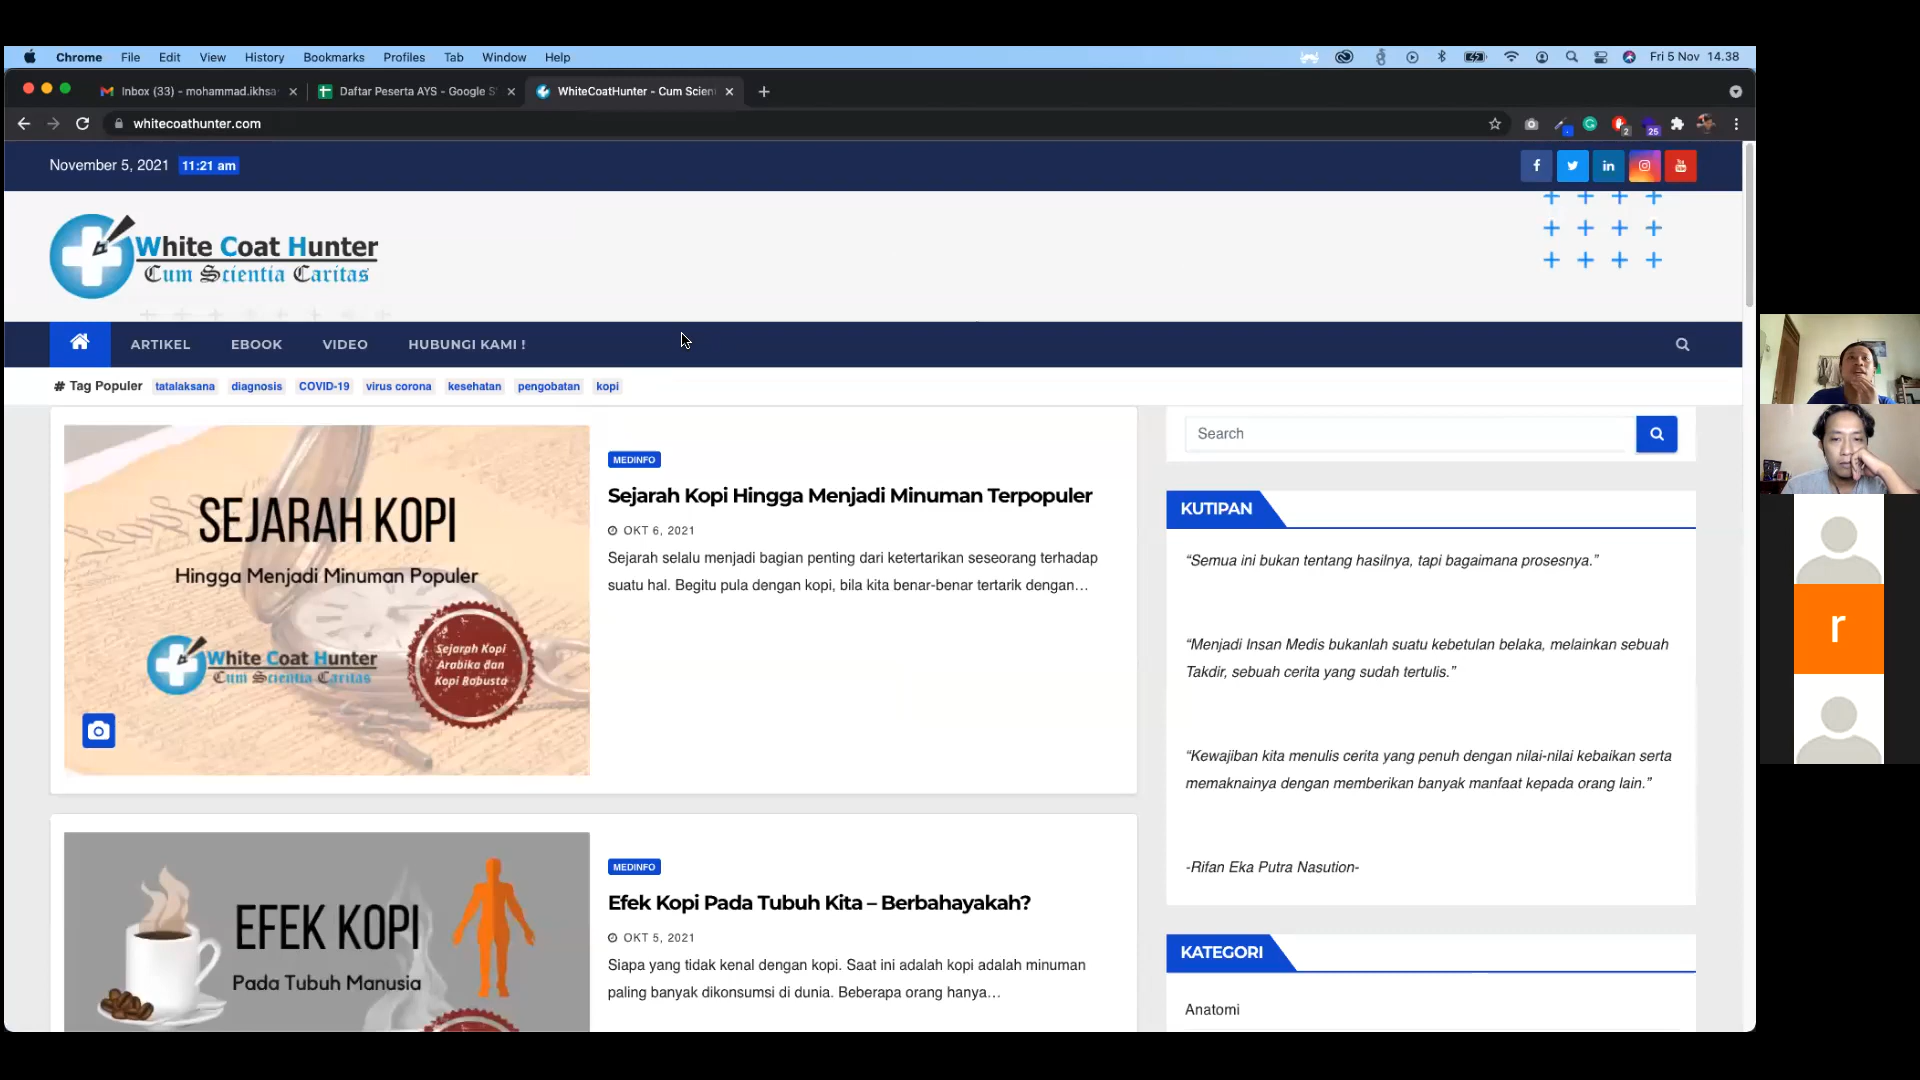 Chrome File Edit View History Bookmarks Profiles Tab Window Help Fri 5 Nov 14.38
Inbox (33) - mohammad.ikhsa Daftar Peserta AYS - Google S WhiteCoatHunter - Cum Scien
whitecoathunter.com 2 25
November 5, 2021 11:21 am
White Coat Hunter
Cum Scientia Caritas
ARTIKEL EBOOK VIDEO HUBUNGI KAMI !
# Tag Populer tatalaksana diagnosis COVID-19 virus corona kesehatan pengobatan kopi
SEJARAH KOPI
Hingga Menjadi Minuman Populer
White Coat Hunter
Cum Scientia Caritas
Sejarah Kopi
Arabika dan
Kopi Robusta
MEDINFO
Sejarah Kopi Hingga Menjadi Minuman Terpopuler
OKT 6, 2021
Sejarah selalu menjadi bagian penting dari ketertarikan seseorang terhadap
suatu hal. Begitu pula dengan kopi, bila kita benar-benar tertarik dengan…
EFEK KOPI
Pada Tubuh Manusia
MEDINFO
Efek Kopi Pada Tubuh Kita – Berbahayakah?
OKT 5, 2021
Siapa yang tidak kenal dengan kopi. Saat ini adalah kopi adalah minuman
paling banyak dikonsumsi di dunia. Beberapa orang hanya…
Search
KUTIPAN
“Semua ini bukan tentang hasilnya, tapi bagaimana prosesnya.”
“Menjadi Insan Medis bukanlah suatu kebetulan belaka, melainkan sebuah
Takdir, sebuah cerita yang sudah tertulis.”
“Kewajiban kita menulis cerita yang penuh dengan nilai-nilai kebaikan serta
memaknainya dengan memberikan banyak manfaat kepada orang lain.”
-Rifan Eka Putra Nasution-
KATEGORI
Anatomi
r